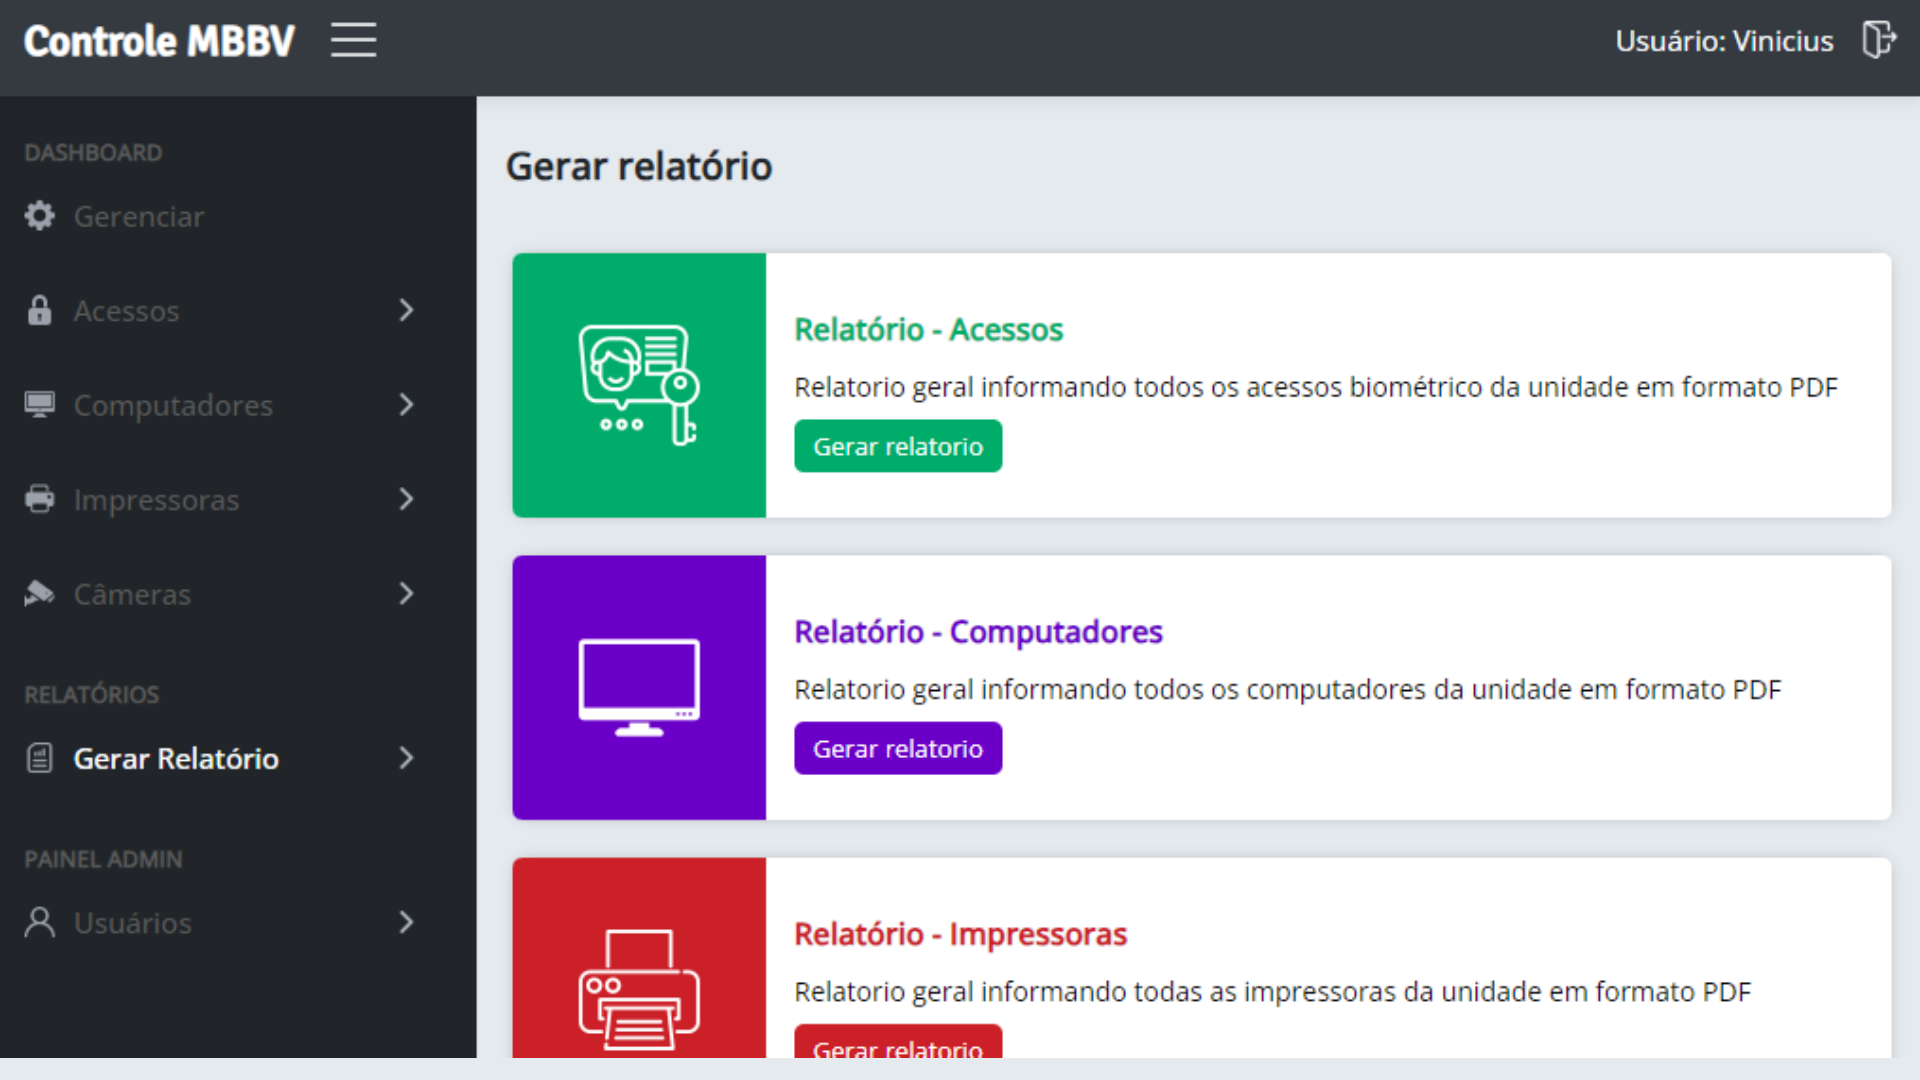 Controle MBBV
Usuário: Vinicius
DASHBOARD
Gerenciar
Acessos
Computadores
Impressoras
Câmeras
RELATÓRIOS
Gerar Relatório
PAINEL ADMIN
Usuários
Gerar relatório
Relatório - Acessos
Relatorio geral informando todos os acessos biométrico da unidade em formato PDF
Gerar relatorio
Relatório - Computadores
Relatorio geral informando todos os computadores da unidade em formato PDF
Gerar relatorio
Relatório - Impressoras
Relatorio geral informando todas as impressoras da unidade em formato PDF
Gerar relatorio